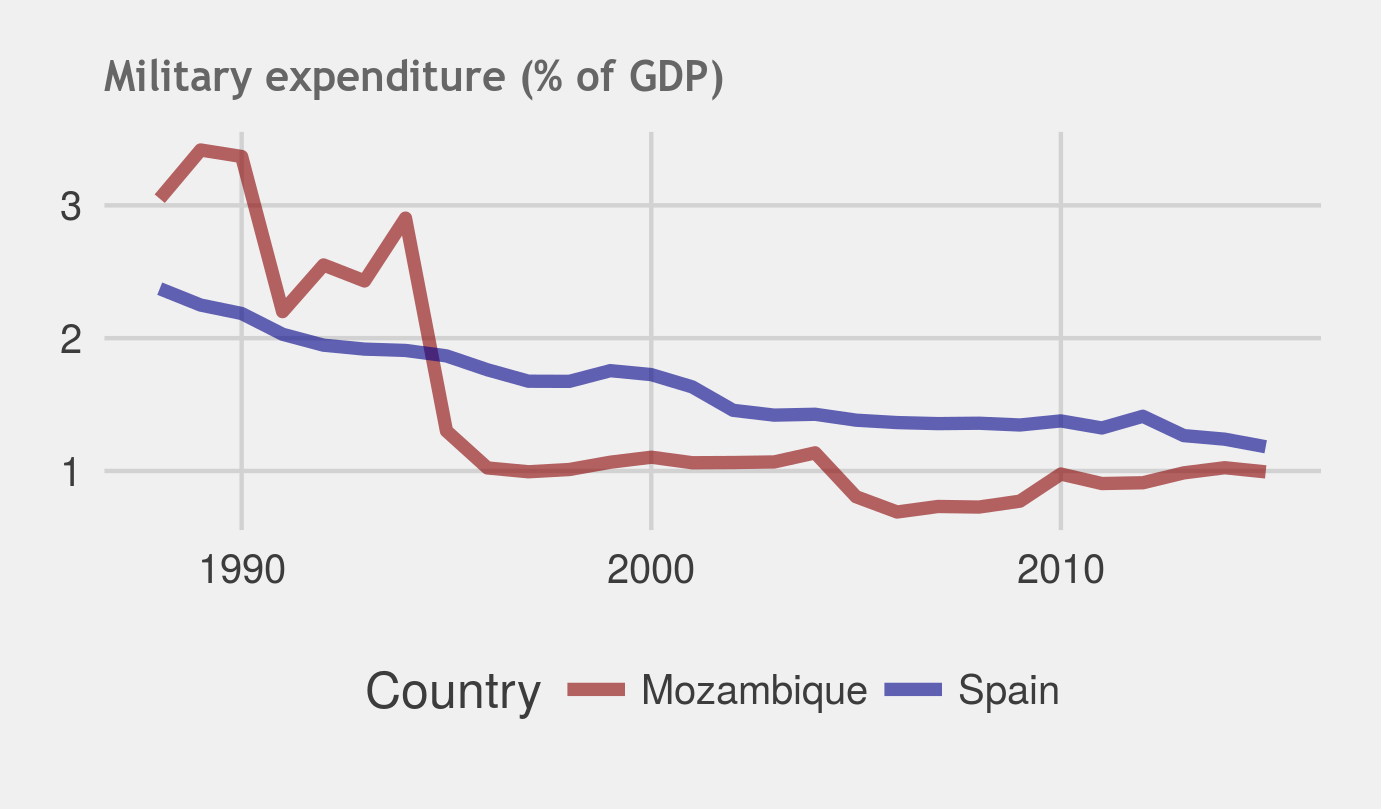 Military expenditure (% of GDP)
3
2
1
1990 2000 2010
Country Mozambique Spain